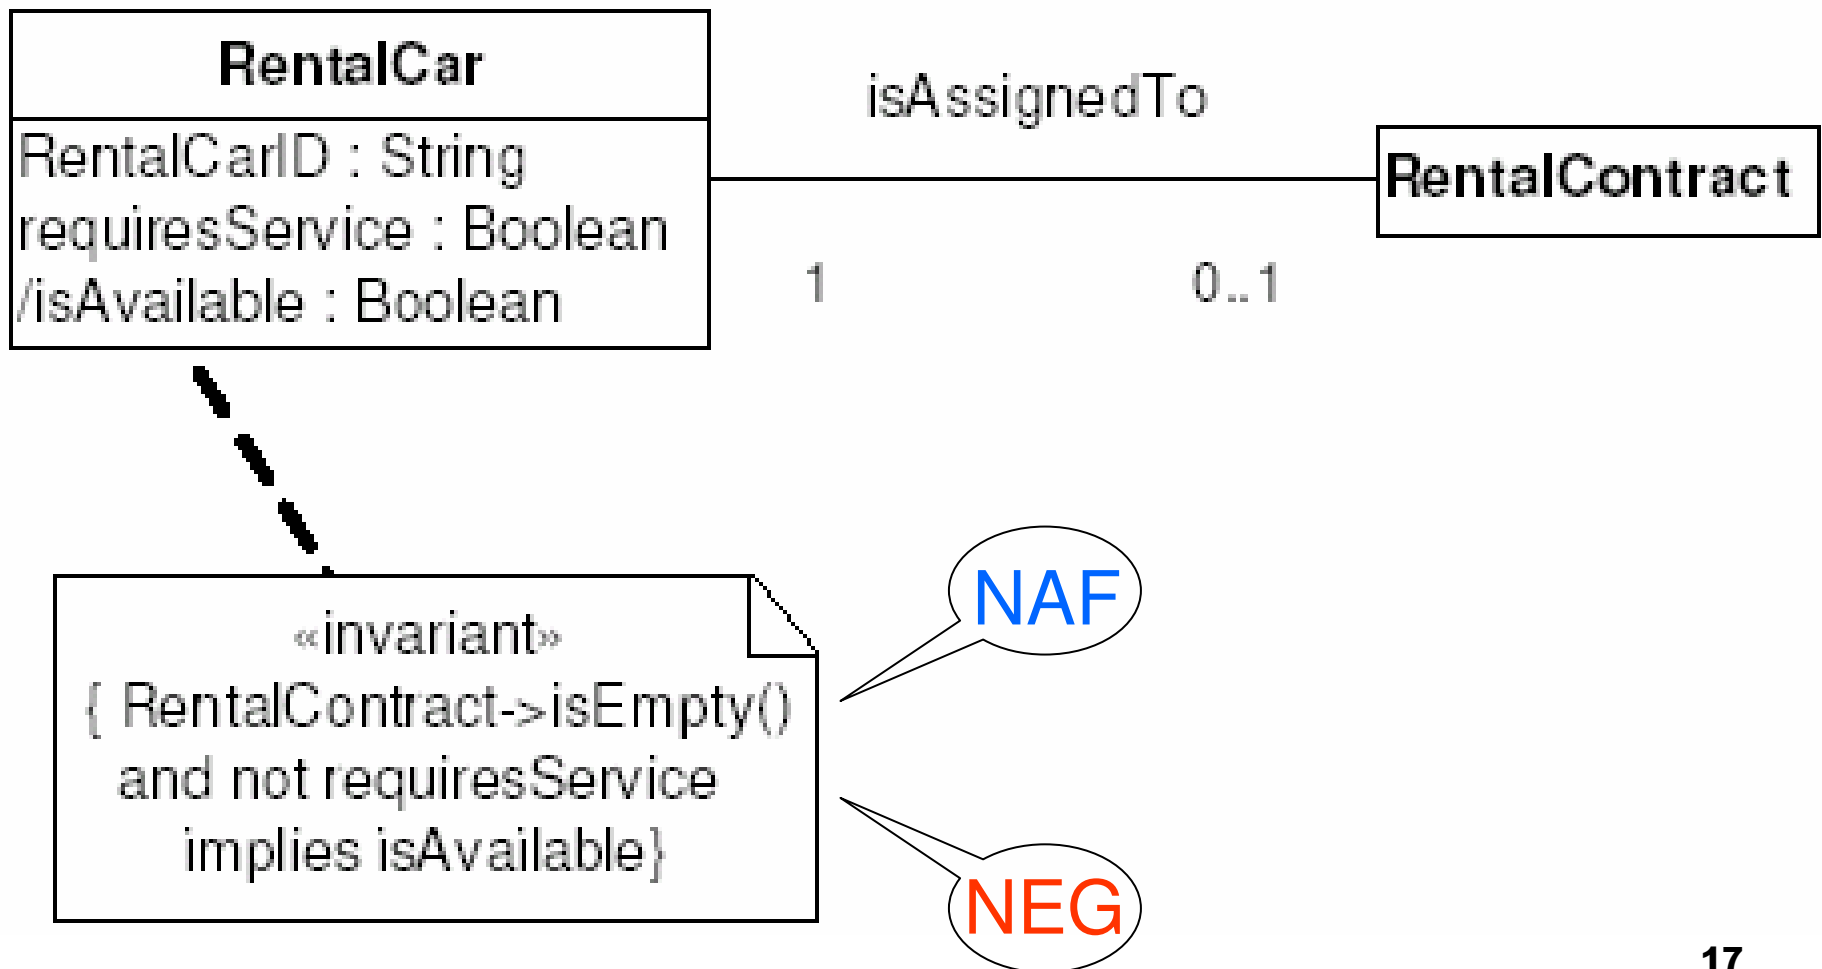 RentalCar
RentalCarID : String
requiresService : Boolean
/isAvailable : Boolean
isAssignedTo
1
0..1
RentalContract
«invariant»
{ RentalContract->isEmpty()
and not requiresService
implies isAvailable}
NAF
NEG
17